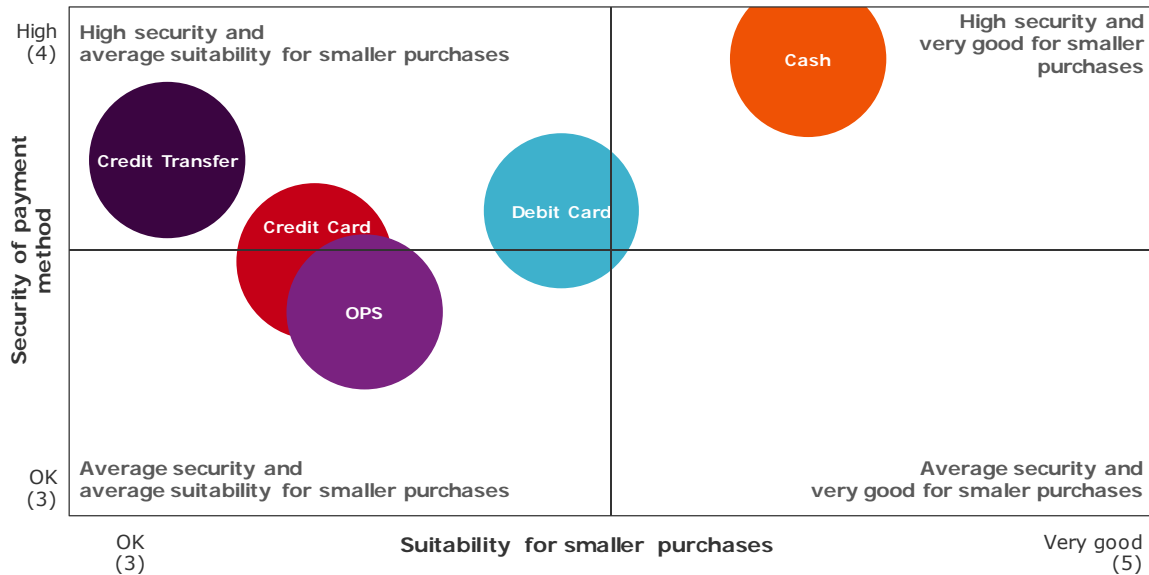 High
(4)
High security and
average suitability for smaller purchases
High security and
very good for smaller
purchases
Cash
Credit Transfer
Debit Card
Credit Card
OPS
Security of payment
method
OK
(3)
Average security and
average suitability for smaller purchases
Average security and
very good for smaler purchases
OK
(3)
Suitability for smaller purchases
Very good
(5)